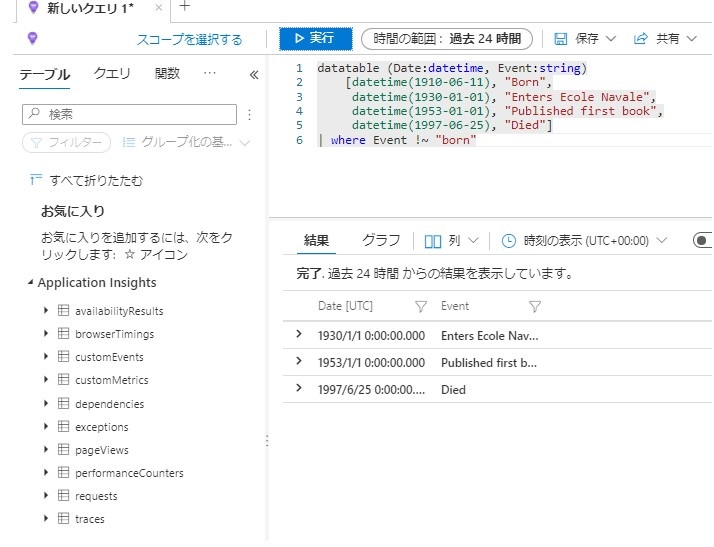 新しいクエリ 1* × +
スコープを選択する
実行
時間の範囲： 過去 24 時間
保存
共有
テーブル クエリ 関数 ··· «
検索
フィルター
グループ化の基...
すべて折りたたむ
お気に入り
お気に入りを追加するには、次をク
リックします: ☆ アイコン
Application Insights
availabilityResults
browserTimings
customEvents
customMetrics
dependencies
exceptions
pageViews
performanceCounters
requests
traces
1 datatable (Date:datetime, Event:string)
2 [datetime(1910-06-11), "Born",
3 datetime(1930-01-01), "Enters Ecole Navale",
4 datetime(1953-01-01), "Published first book",
5 datetime(1997-06-25), "Died"]
6 | where Event !~ "born"
結果 グラフ 列 時刻の表示 (UTC+00:00)
完了. 過去 24 時間 からの結果を表示しています。
Date [UTC] Event
1930/1/1 0:00:00.000 Enters Ecole Nav...
1953/1/1 0:00:00.000 Published first b...
1997/6/25 0:00:00.... Died